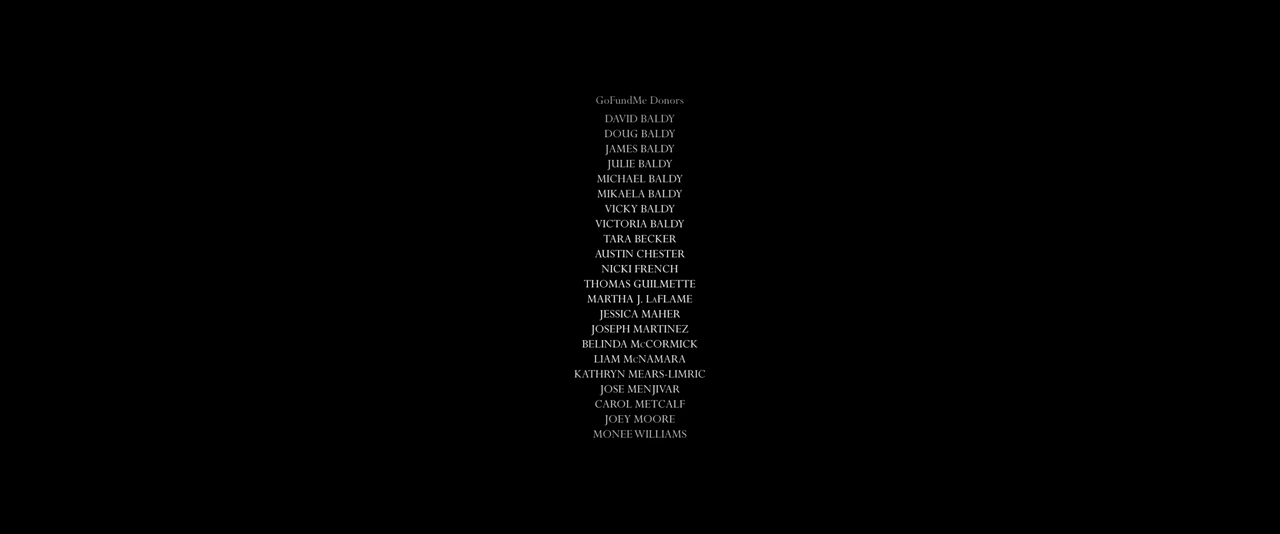 GoFundMe Donors
DAVID BALDY
DOUG BALDY
JAMES BALDY
JULIE BALDY
MICHAEL BALDY
MIKAELA BALDY
VICKY BALDY
VICTORIA BALDY
TARA BECKER
AUSTIN CHESTER
NICKI FRENCH
THOMAS GUILMETTE
MARTHA J. LAFLAME
JESSICA MAHER
JOSEPH MARTINEZ
BELINDA MCCORMICK
LIAM MCNAMARA
KATHRYN MEARS-LIMRIC
JOSE MENJIVAR
CAROL METCALF
JOEY MOORE
MONEE WILLIAMS